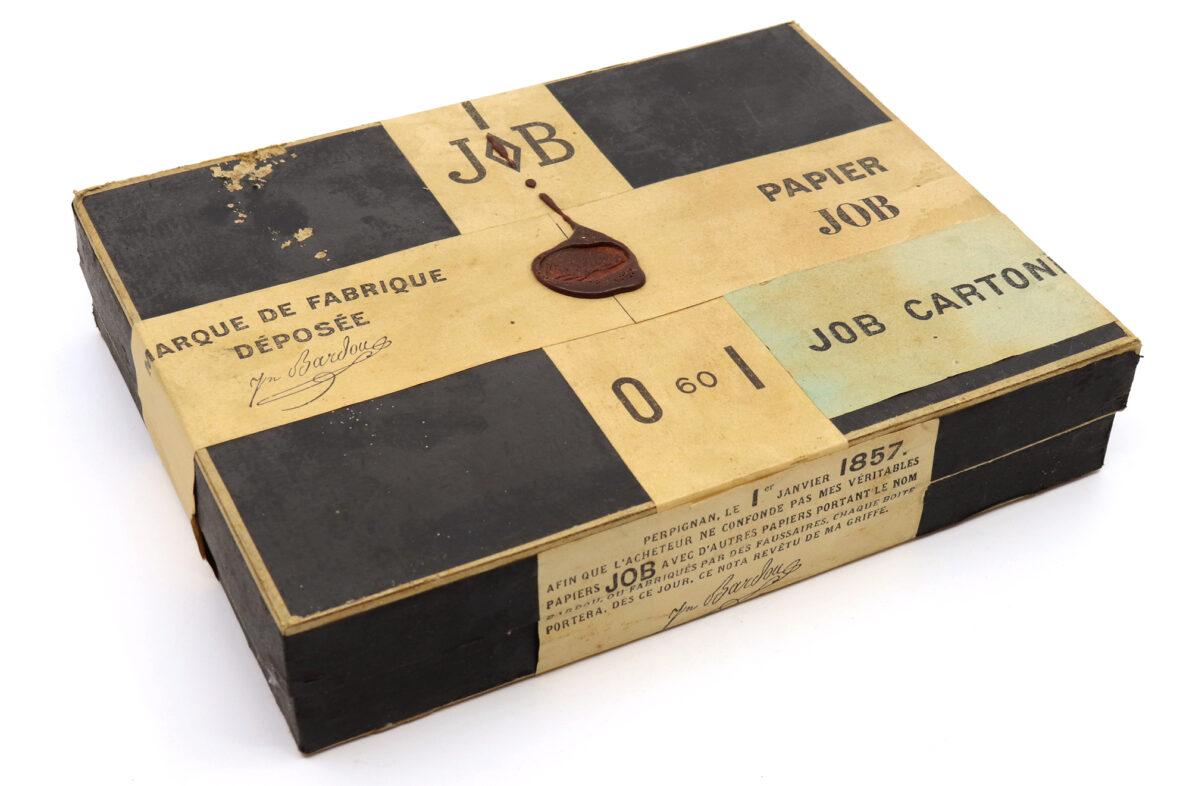 1
J◊B
PAPIER
JOB
MARQUE DE FABRIQUE
DÉPOSÉE
Jn Bardou
JOB CARTON
0 60 1
PERPIGNAN, LE 1er JANVIER 1857.
AFIN QUE L'ACHETEUR NE CONFONDE PAS MES VÉRITABLES
PAPIERS JOB AVEC D'AUTRES PAPIERS PORTANT LE NOM
BARDOU, OU FABRIQUÉS PAR DES FAUSSAIRES, CHAQUE BOITE
PORTERA, DÈS CE JOUR, CE NOTA REVÊTU DE MA GRIFFE.
Jn Bardou